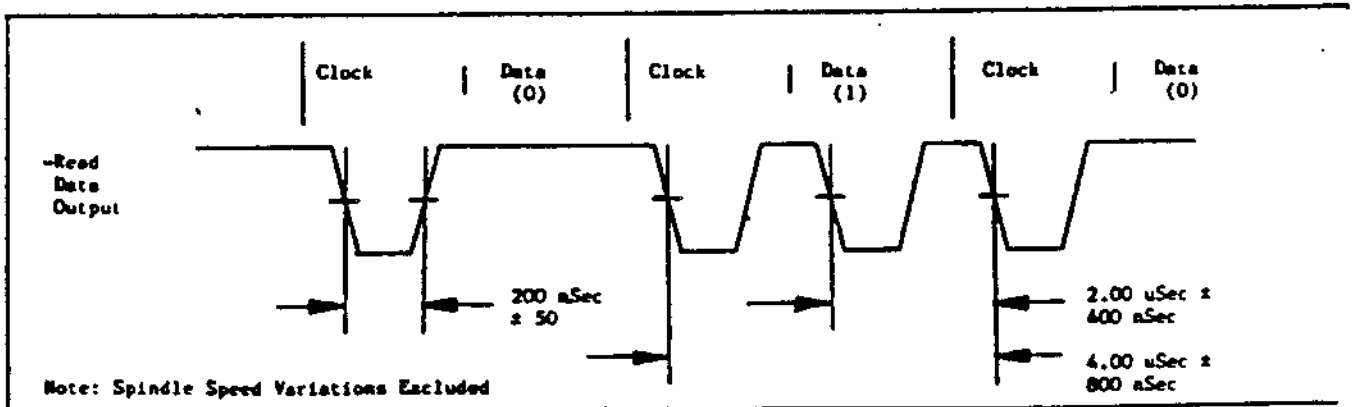 Clock Data Clock Data Clock Data
(0) (1) (0)
-Read
Data
Output
200 nSec
± 50
2.00 uSec ±
400 nSec
4.00 uSec ±
800 nSec
Note: Spindle Speed Variations Excluded